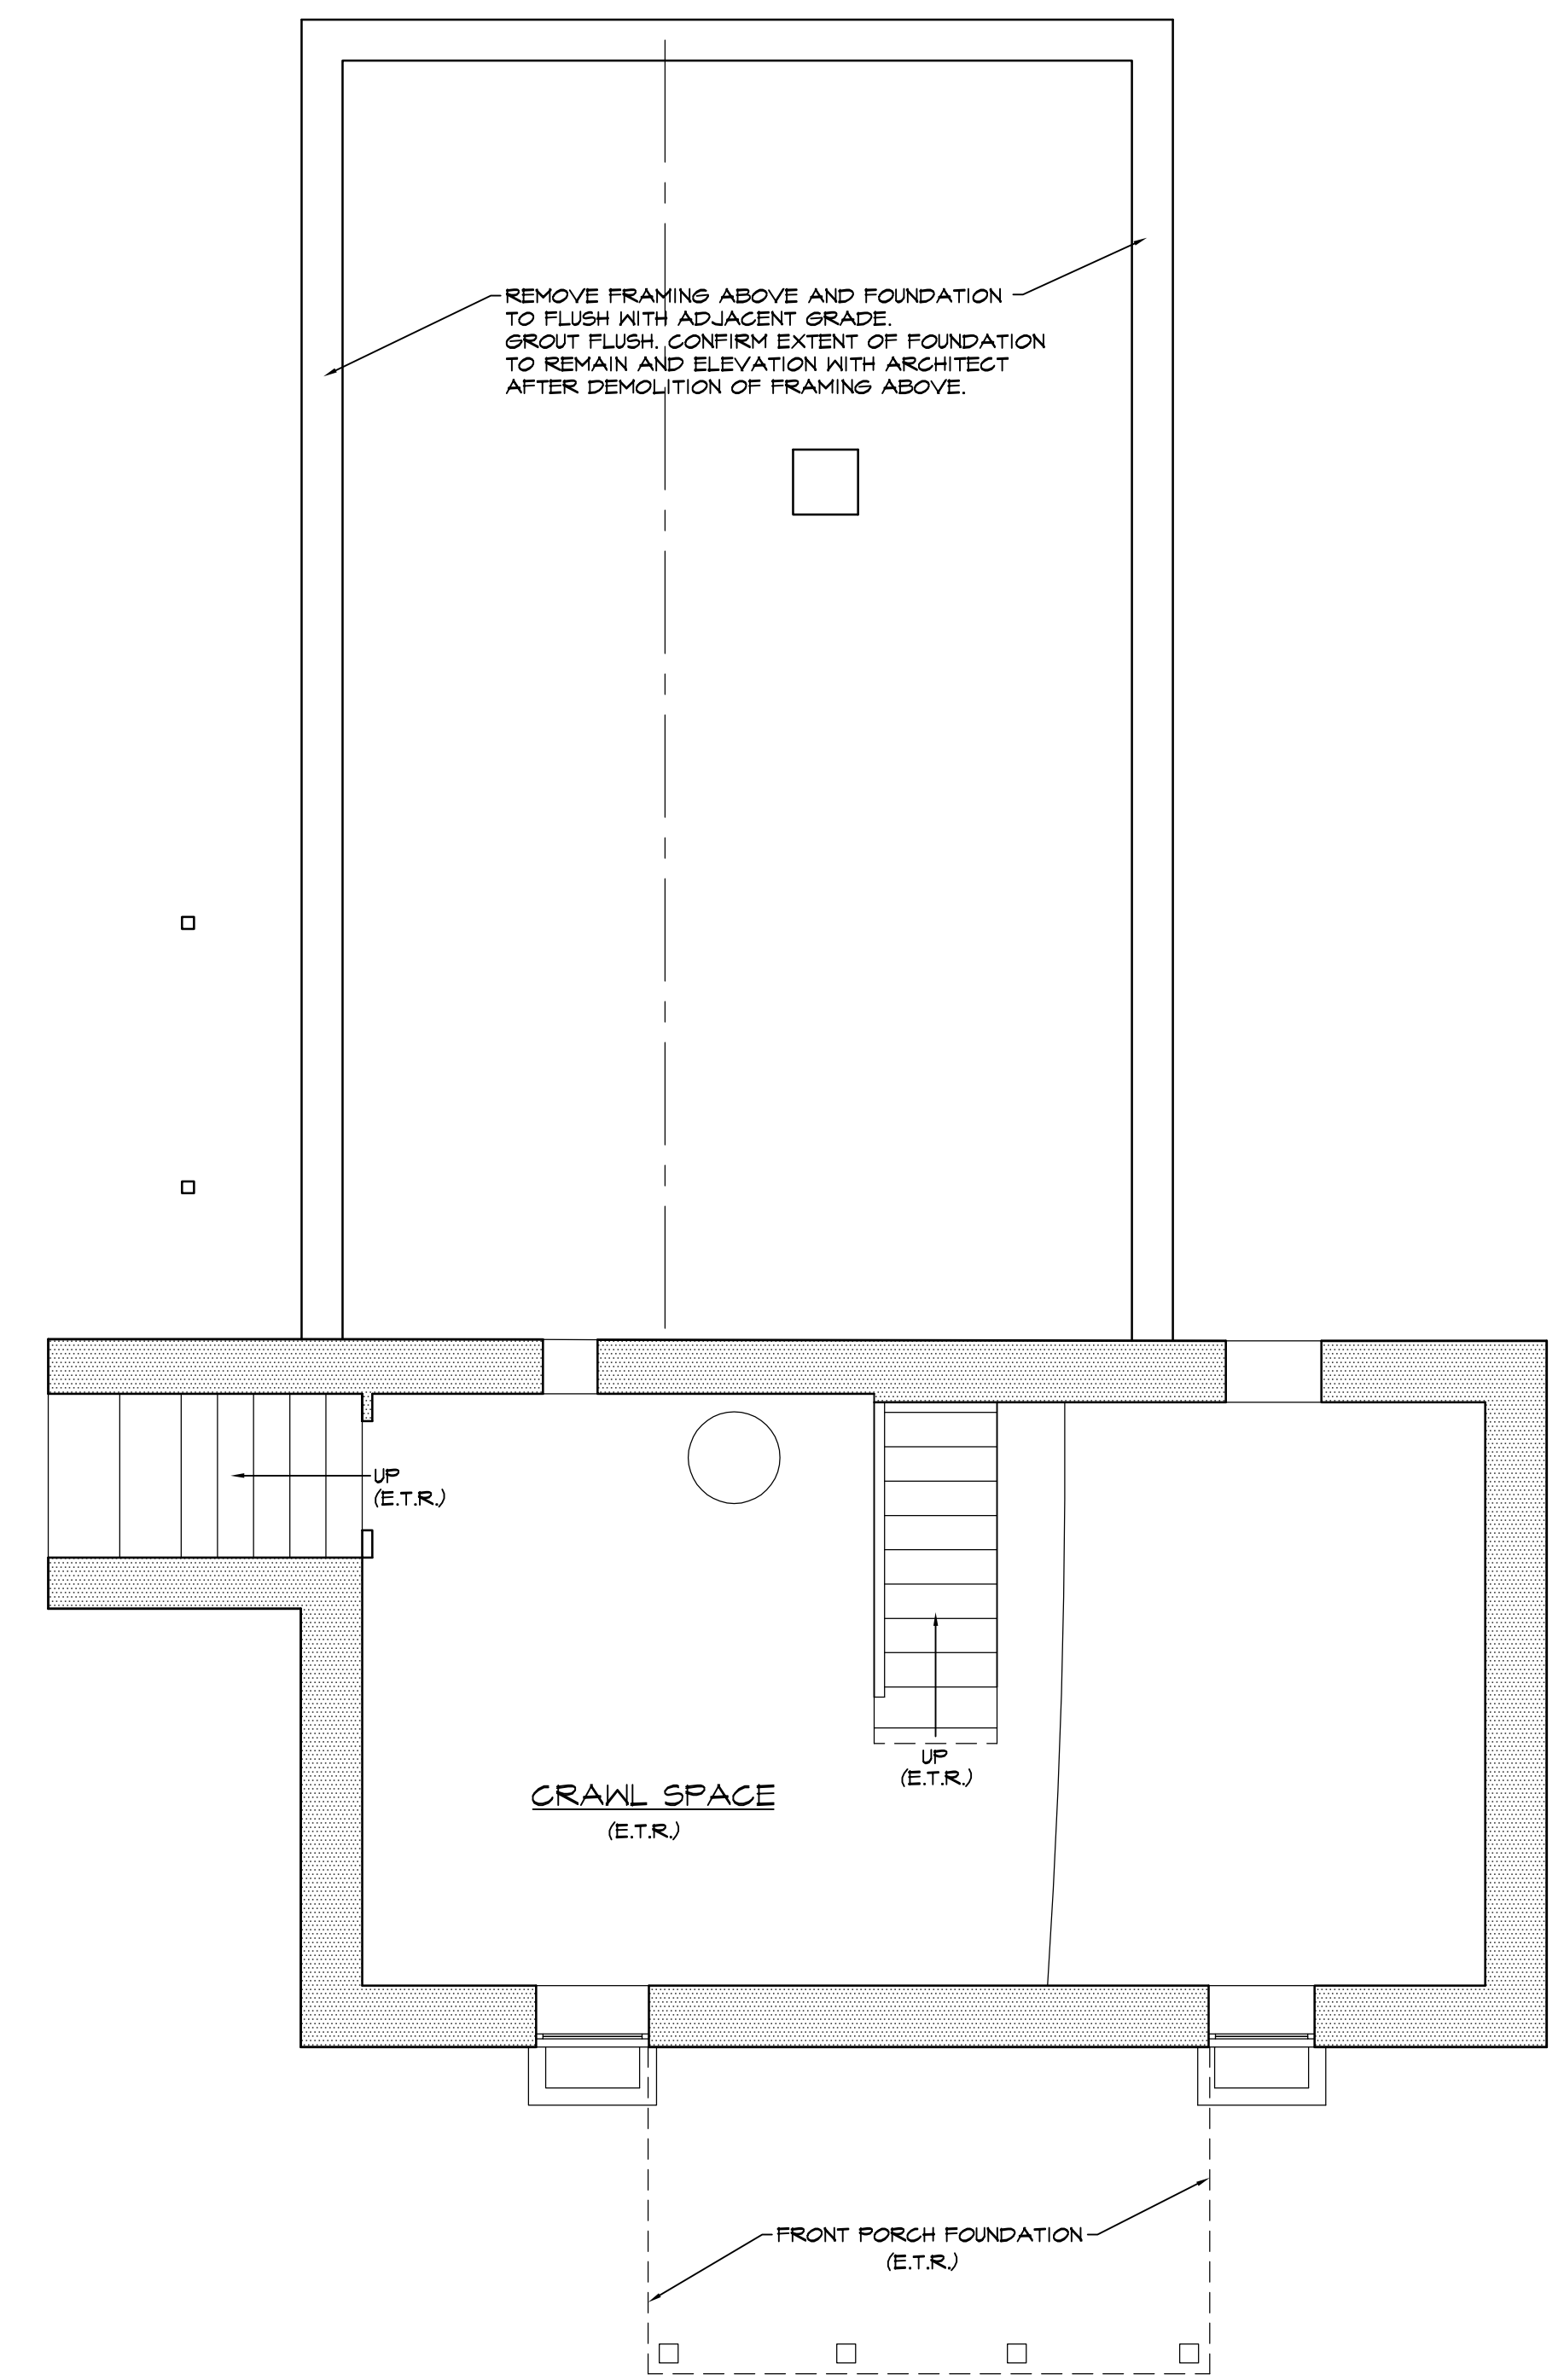 REMOVE FRAMING ABOVE AND FOUNDATION
TO FLUSH WITH ADJACENT GRADE.
GROUT FLUSH. CONFIRM EXTENT OF FOUNDATION
TO REMAIN AND ELEVATION WITH ARCHITECT
AFTER DEMOLITION OF FRAMING ABOVE.
UP
(E.T.R.)
UP
(E.T.R.)
CRAWL SPACE
(E.T.R.)
FRONT PORCH FOUNDATION
(E.T.R.)